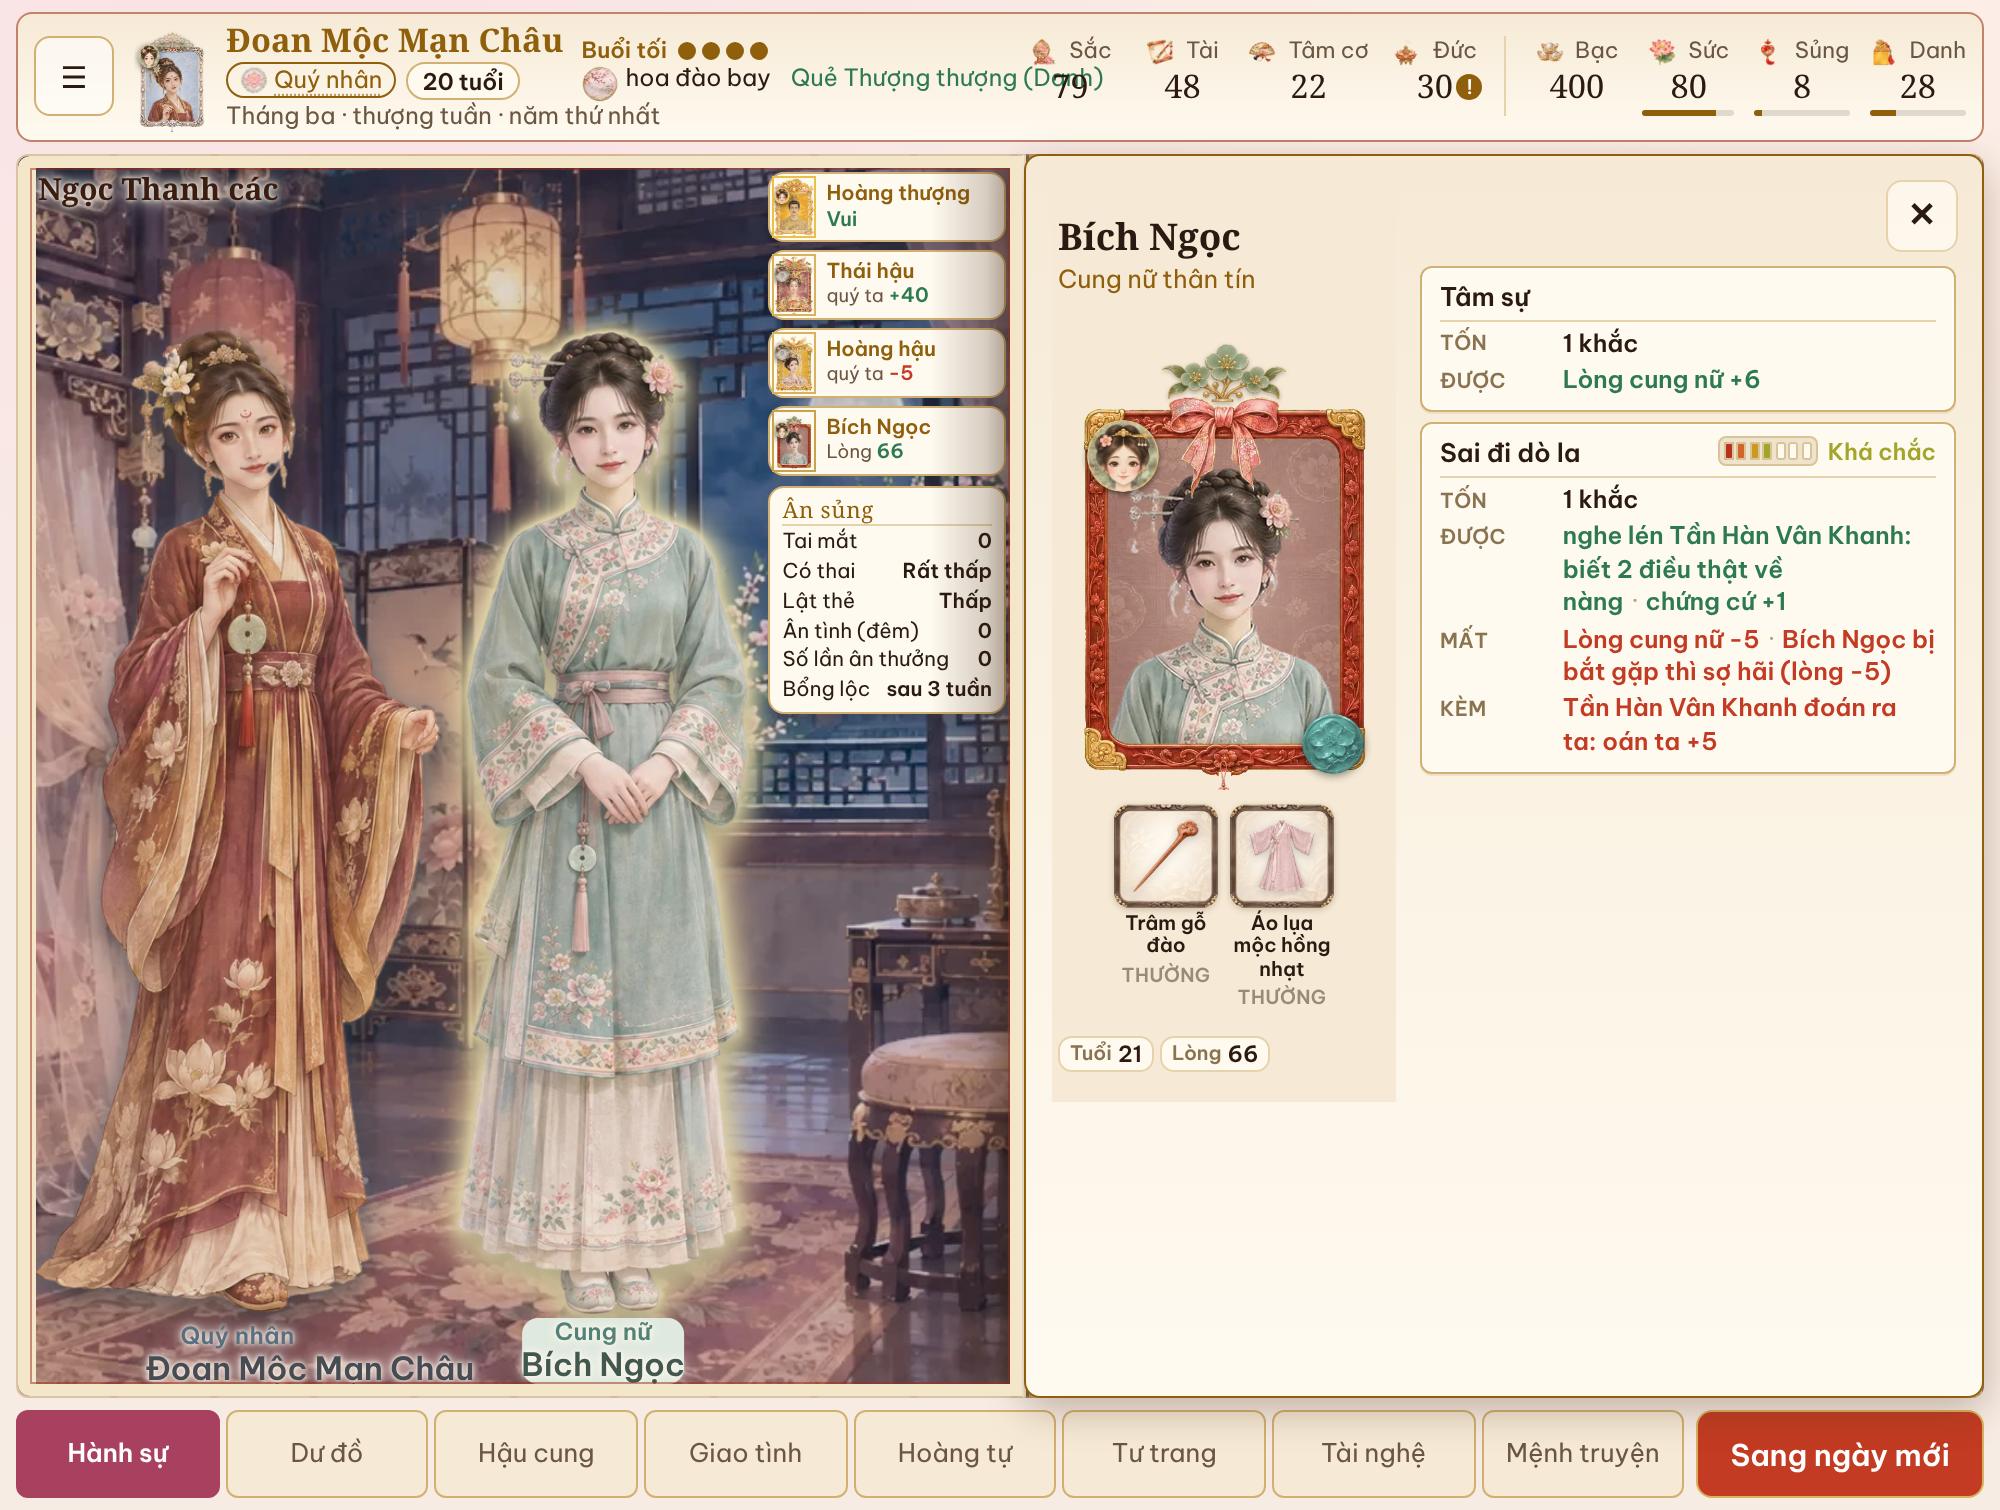 ☰
Đoan Mộc Mạn Châu
Quý nhân
20 tuổi
Tháng ba · thượng tuần · năm thứ nhất
Buổi tối
hoa đào bay
Quẻ Thượng thượng (Danh)
Sắc
79
Tài
48
Tâm cơ
22
Đức
30 !
Bạc
400
Sức
80
Sủng
8
Danh
28
Ngọc Thanh các
Hoàng thượng
Vui
Thái hậu
quý ta +40
Hoàng hậu
quý ta -5
Bích Ngọc
Lòng 66
Ân sủng
Tai mắt 0
Có thai Rất thấp
Lật thẻ Thấp
Ân tình (đêm) 0
Số lần ân thưởng 0
Bổng lộc sau 3 tuần
Quý nhân
Đoan Mộc Mạn Châu
Cung nữ
Bích Ngọc
Bích Ngọc
Cung nữ thân tín
Trâm gỗ
đào
THƯỜNG
Áo lụa
mộc hồng
nhạt
THƯỜNG
Tuổi 21
Lòng 66
✕
Tâm sự
TỐN 1 khắc
ĐƯỢC Lòng cung nữ +6
Sai đi dò la Khá chắc
TỐN 1 khắc
ĐƯỢC nghe lén Tần Hàn Vân Khanh:
biết 2 điều thật về
nàng · chứng cứ +1
MẤT Lòng cung nữ -5 · Bích Ngọc bị
bắt gặp thì sợ hãi (lòng -5)
KÈM Tần Hàn Vân Khanh đoán ra
ta: oán ta +5
Hành sự
Dư đồ
Hậu cung
Giao tình
Hoàng tự
Tư trang
Tài nghệ
Mệnh truyện
Sang ngày mới